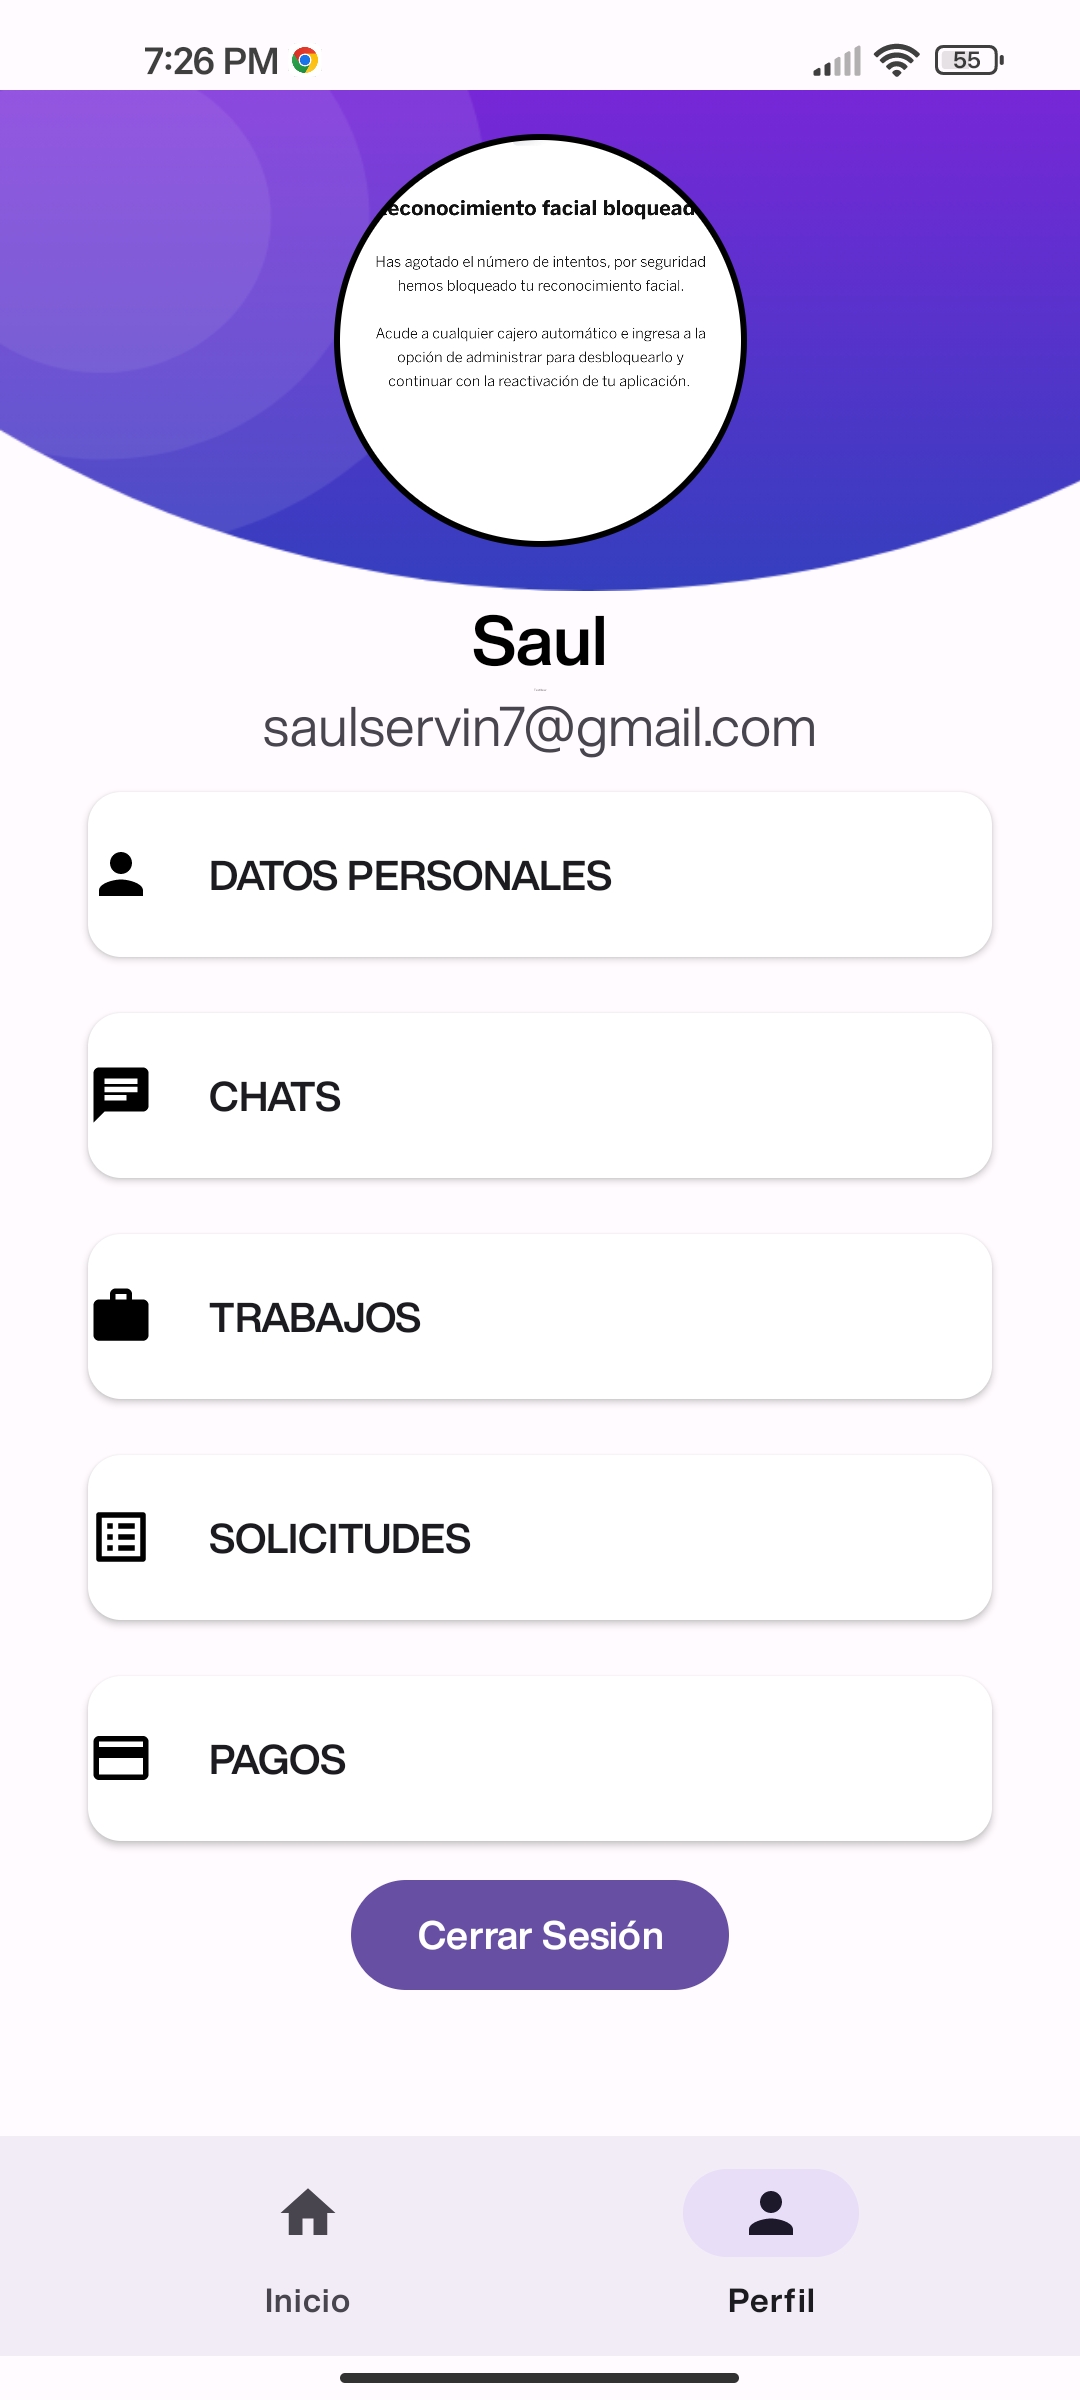 7:26 PM
55
econocimiento facial bloquead
Has agotado el número de intentos, por seguridad
hemos bloqueado tu reconocimiento facial.
Acude a cualquier cajero automático e ingresa a la
opción de administrar para desbloquearlo y
continuar con la reactivación de tu aplicación.
Saul
saulservin7@gmail.com
DATOS PERSONALES
CHATS
TRABAJOS
SOLICITUDES
PAGOS
Cerrar Sesión
Inicio
Perfil